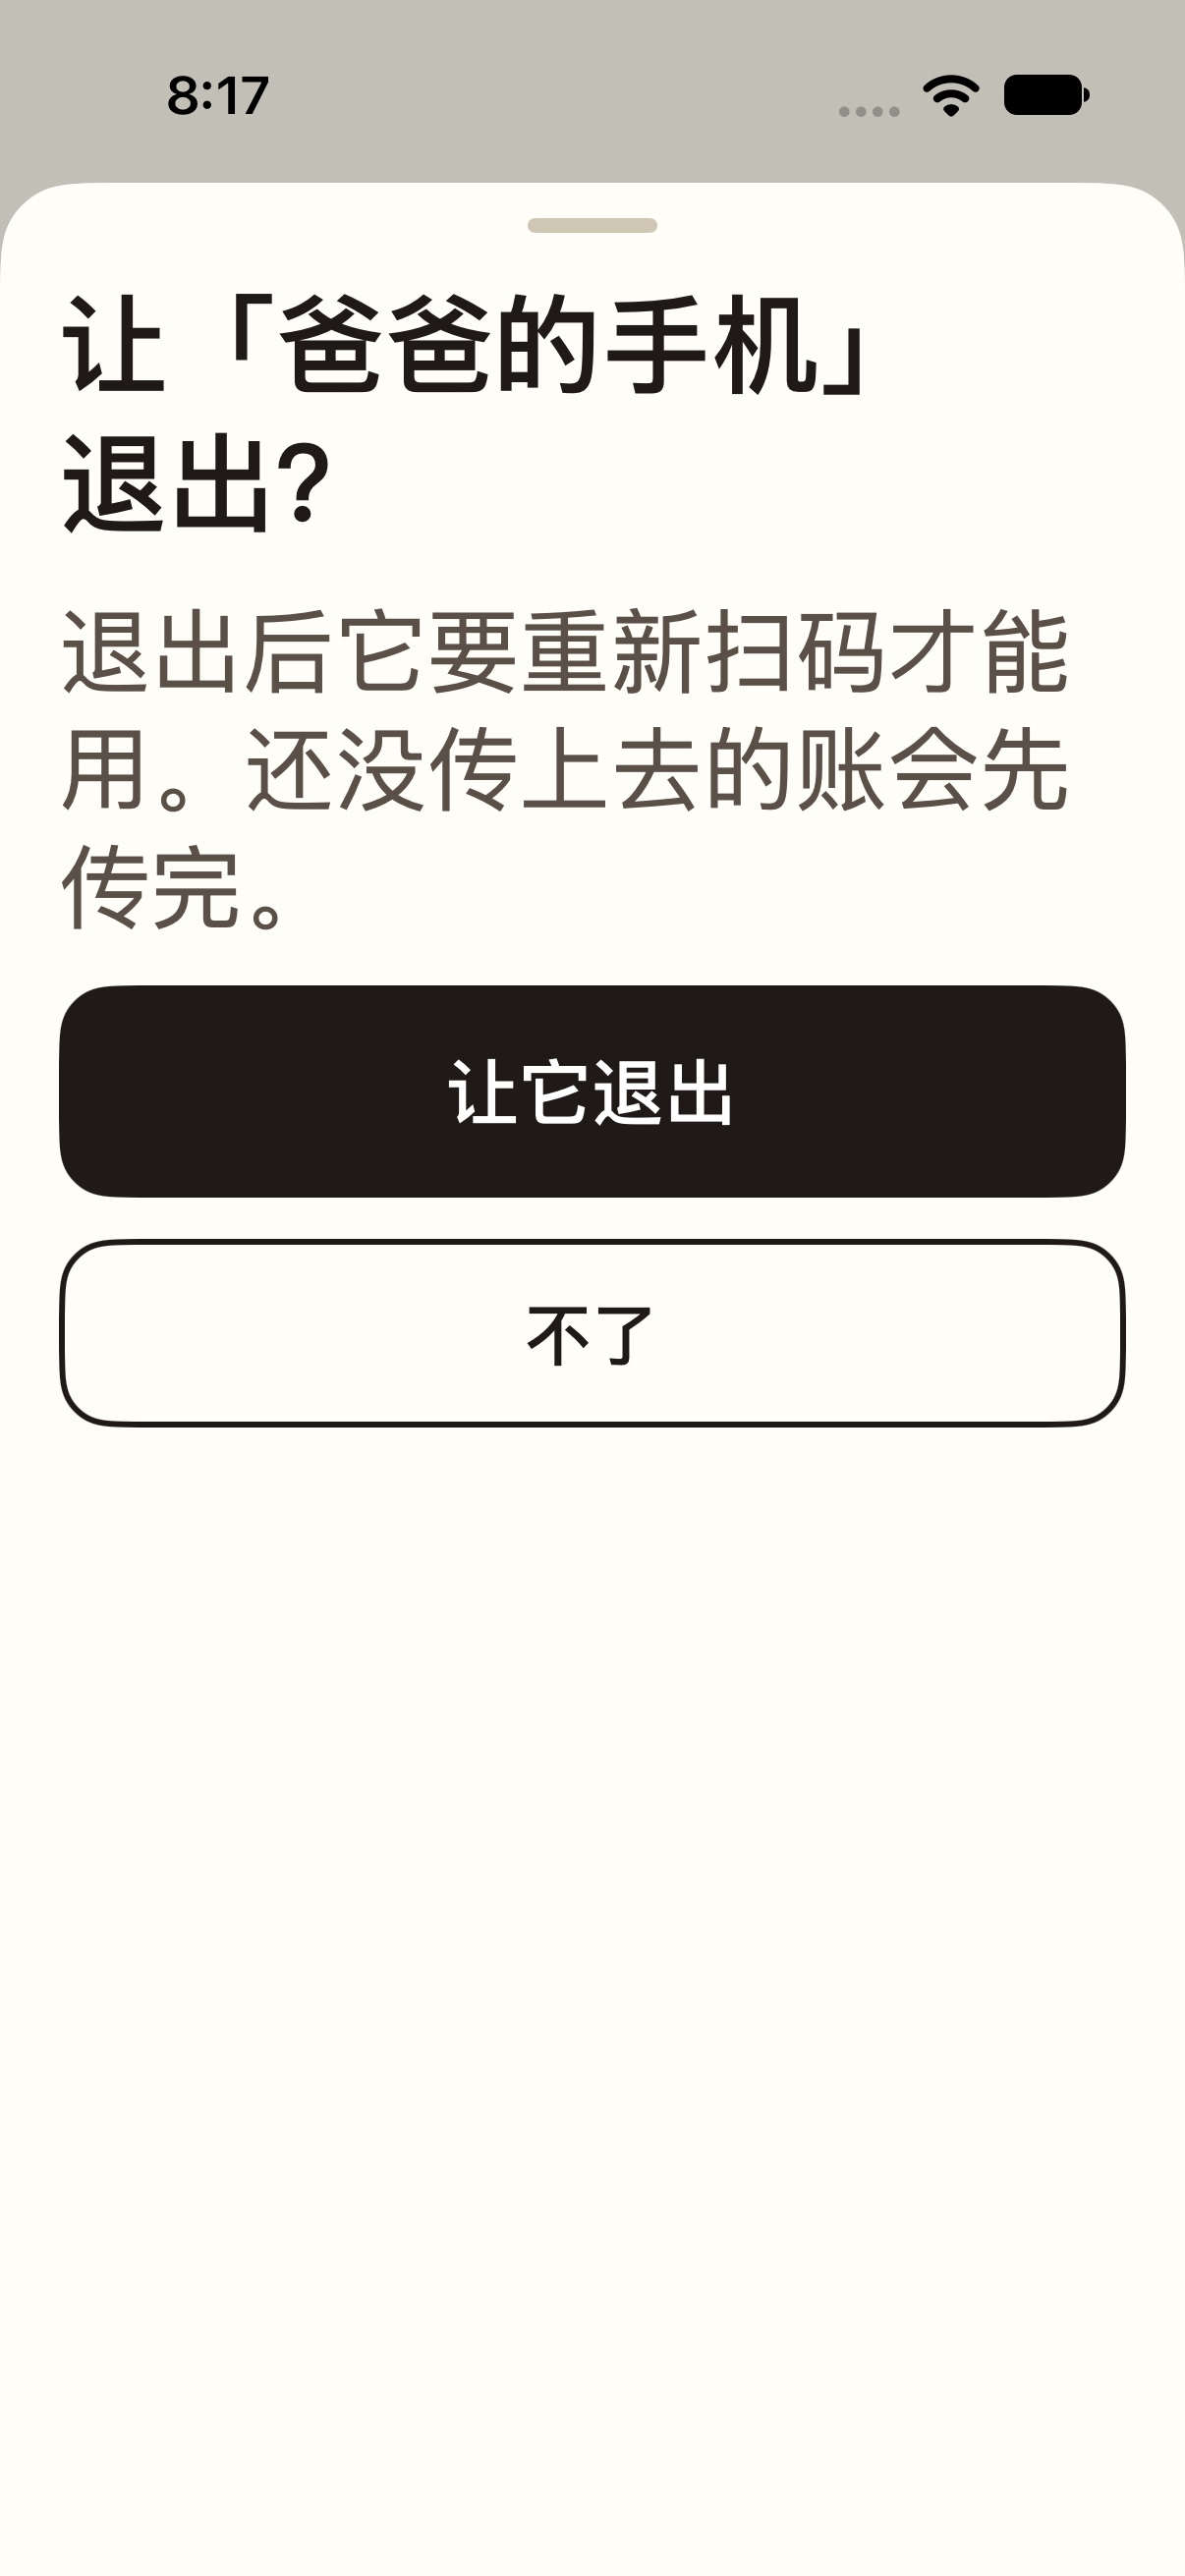 8:17
让「爸爸的手机」
退出?
退出后它要重新扫码才能
用。还没传上去的账会先
传完。
让它退出
不了